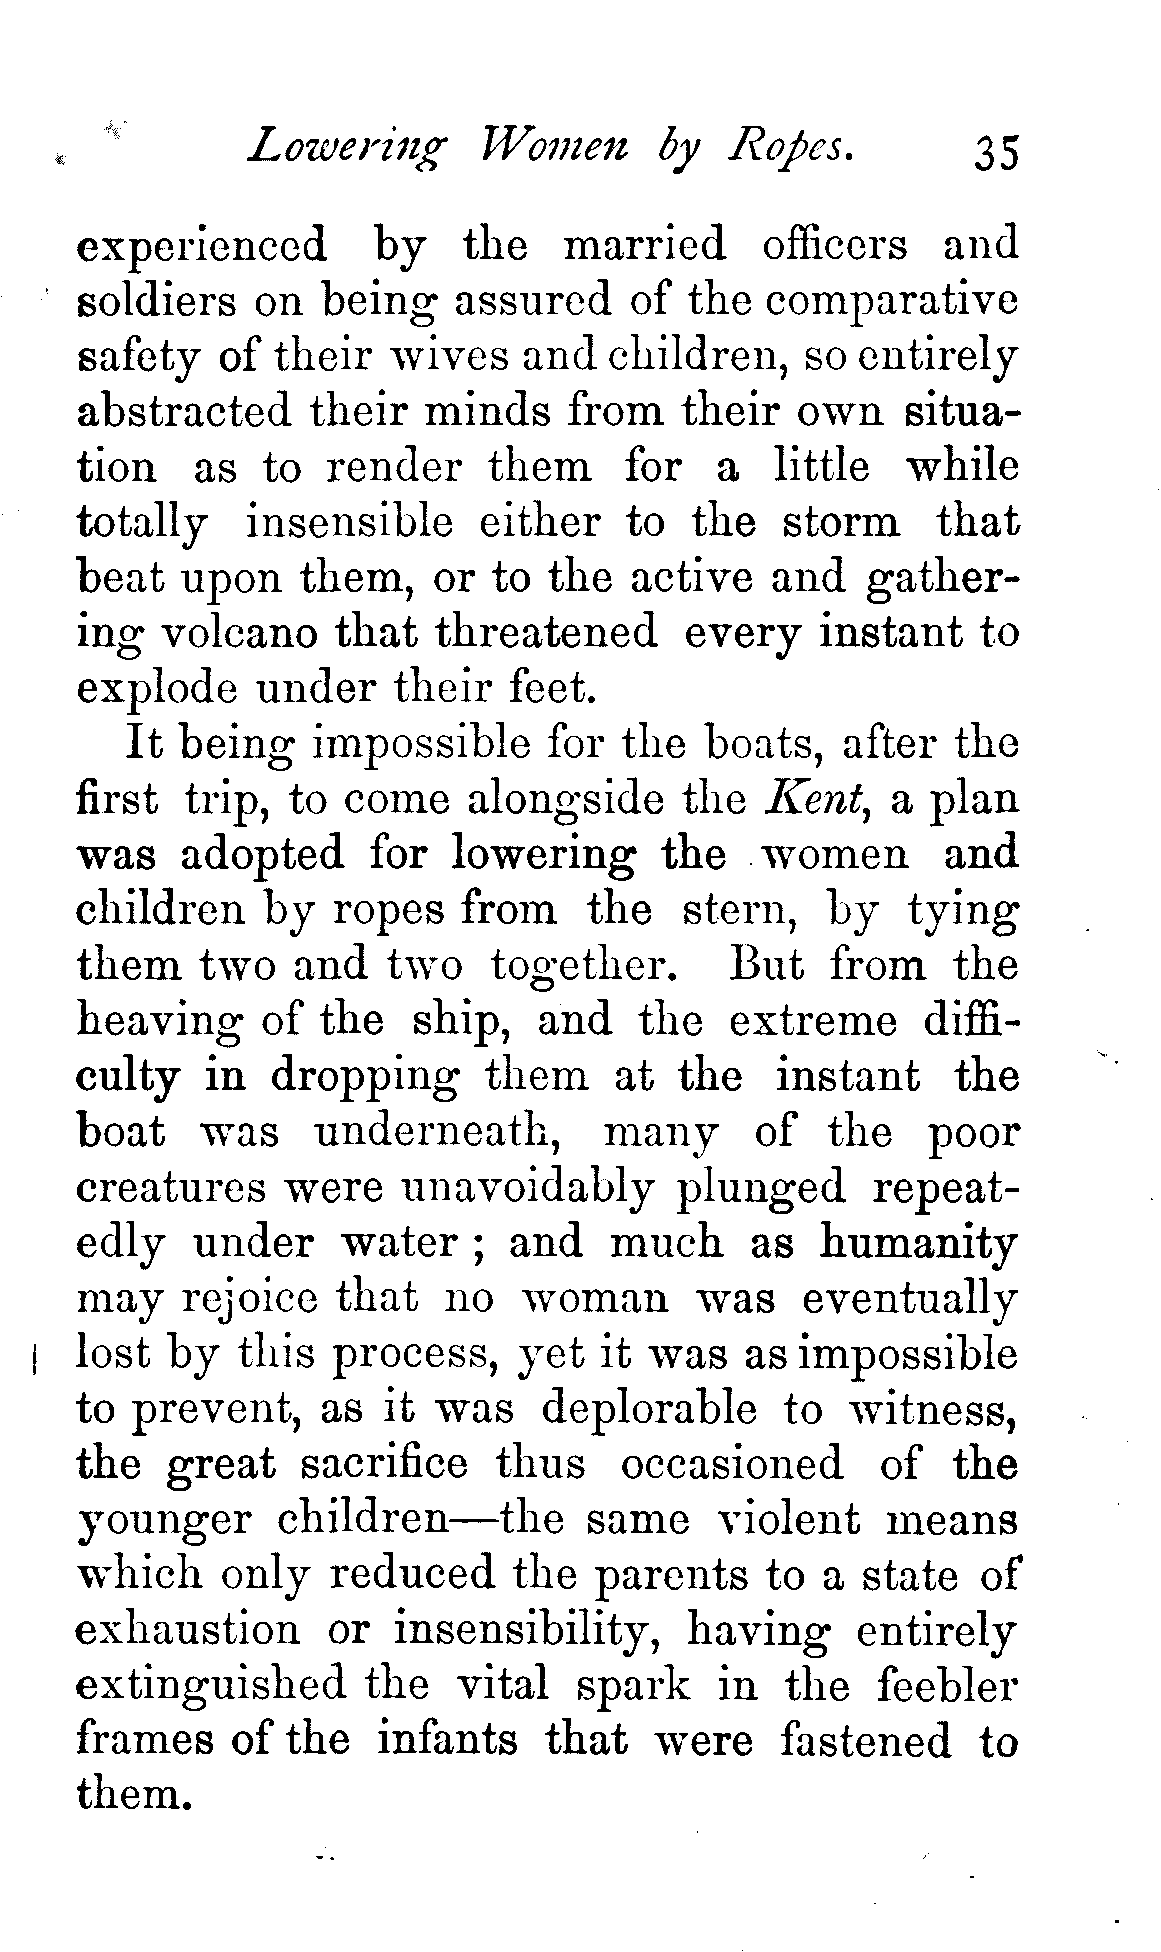 Lowering Women by Ropes. 35
experienced by the married officers and
soldiers on being assured of the comparative
safety of their wives and children, so entirely
abstracted their minds from their own situa-
tion as to render them for a little while
totally insensible either to the storm that
beat upon them, or to the active and gather-
ing volcano that threatened every instant to
explode under their feet.
It being impossible for the boats, after the
first trip, to come alongside the Kent, a plan
was adopted for lowering the women and
children by ropes from the stern, by tying
them two and two together. But from the
heaving of the ship, and the extreme diffi-
culty in dropping them at the instant the
boat was underneath, many of the poor
creatures were unavoidably plunged repeat-
edly under water ; and much as humanity
may rejoice that no woman was eventually
lost by this process, yet it was as impossible
to prevent, as it was deplorable to witness,
the great sacrifice thus occasioned of the
younger children—the same violent means
which only reduced the parents to a state of
exhaustion or insensibility, having entirely
extinguished the vital spark in the feebler
frames of the infants that were fastened to
them.